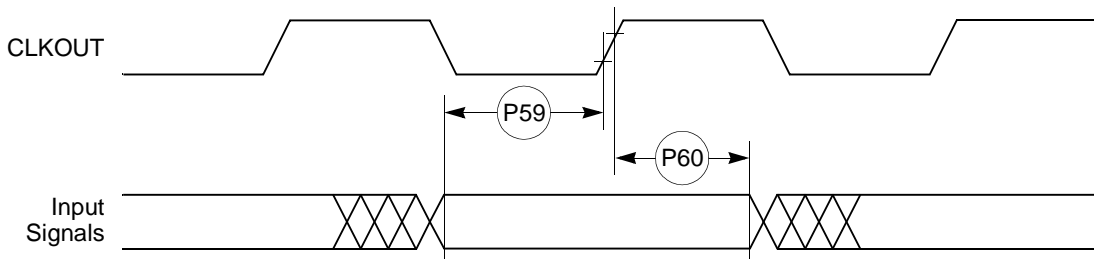 CLKOUT
P59
P60
Input
Signals